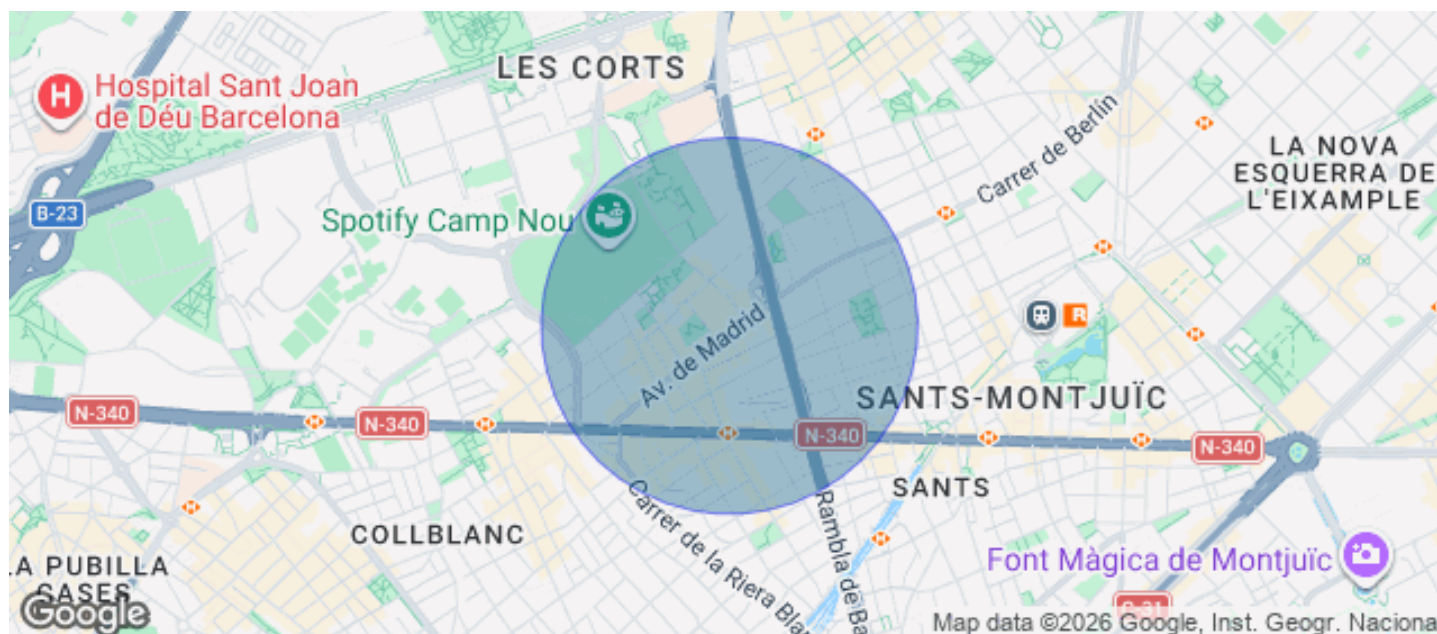 LES CORTS
Hospital Sant Joan
de Déu Barcelona
Carrer de Berlín
LA NOVA
ESQUERRA DE
L'EIXAMPLE
B-23
Spotify Camp Nou
R
Av. de Madrid
SANTS-MONTJUÏC
N-340
N-340
N-340
N-340
SANTS
COLLBLANC
Carrer de la Riera Bla
Rambla de Ba
Font Màgica de Montjuïc
A PUBILLA
CASES
Google
C-31
Map data ©2026 Google, Inst. Geogr. Naciona